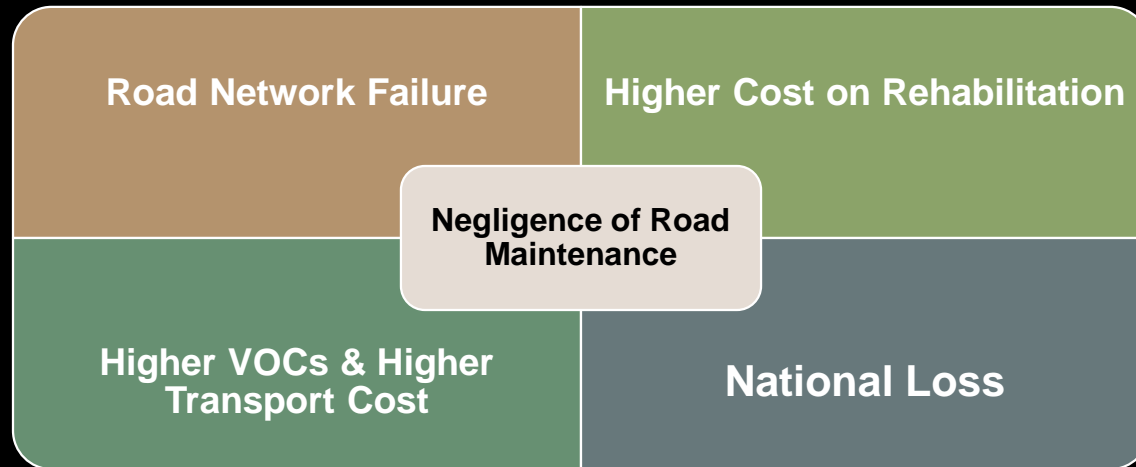 Road Network Failure
Higher Cost on Rehabilitation
Negligence of Road
Maintenance
Higher VOCs & Higher
Transport Cost
National Loss